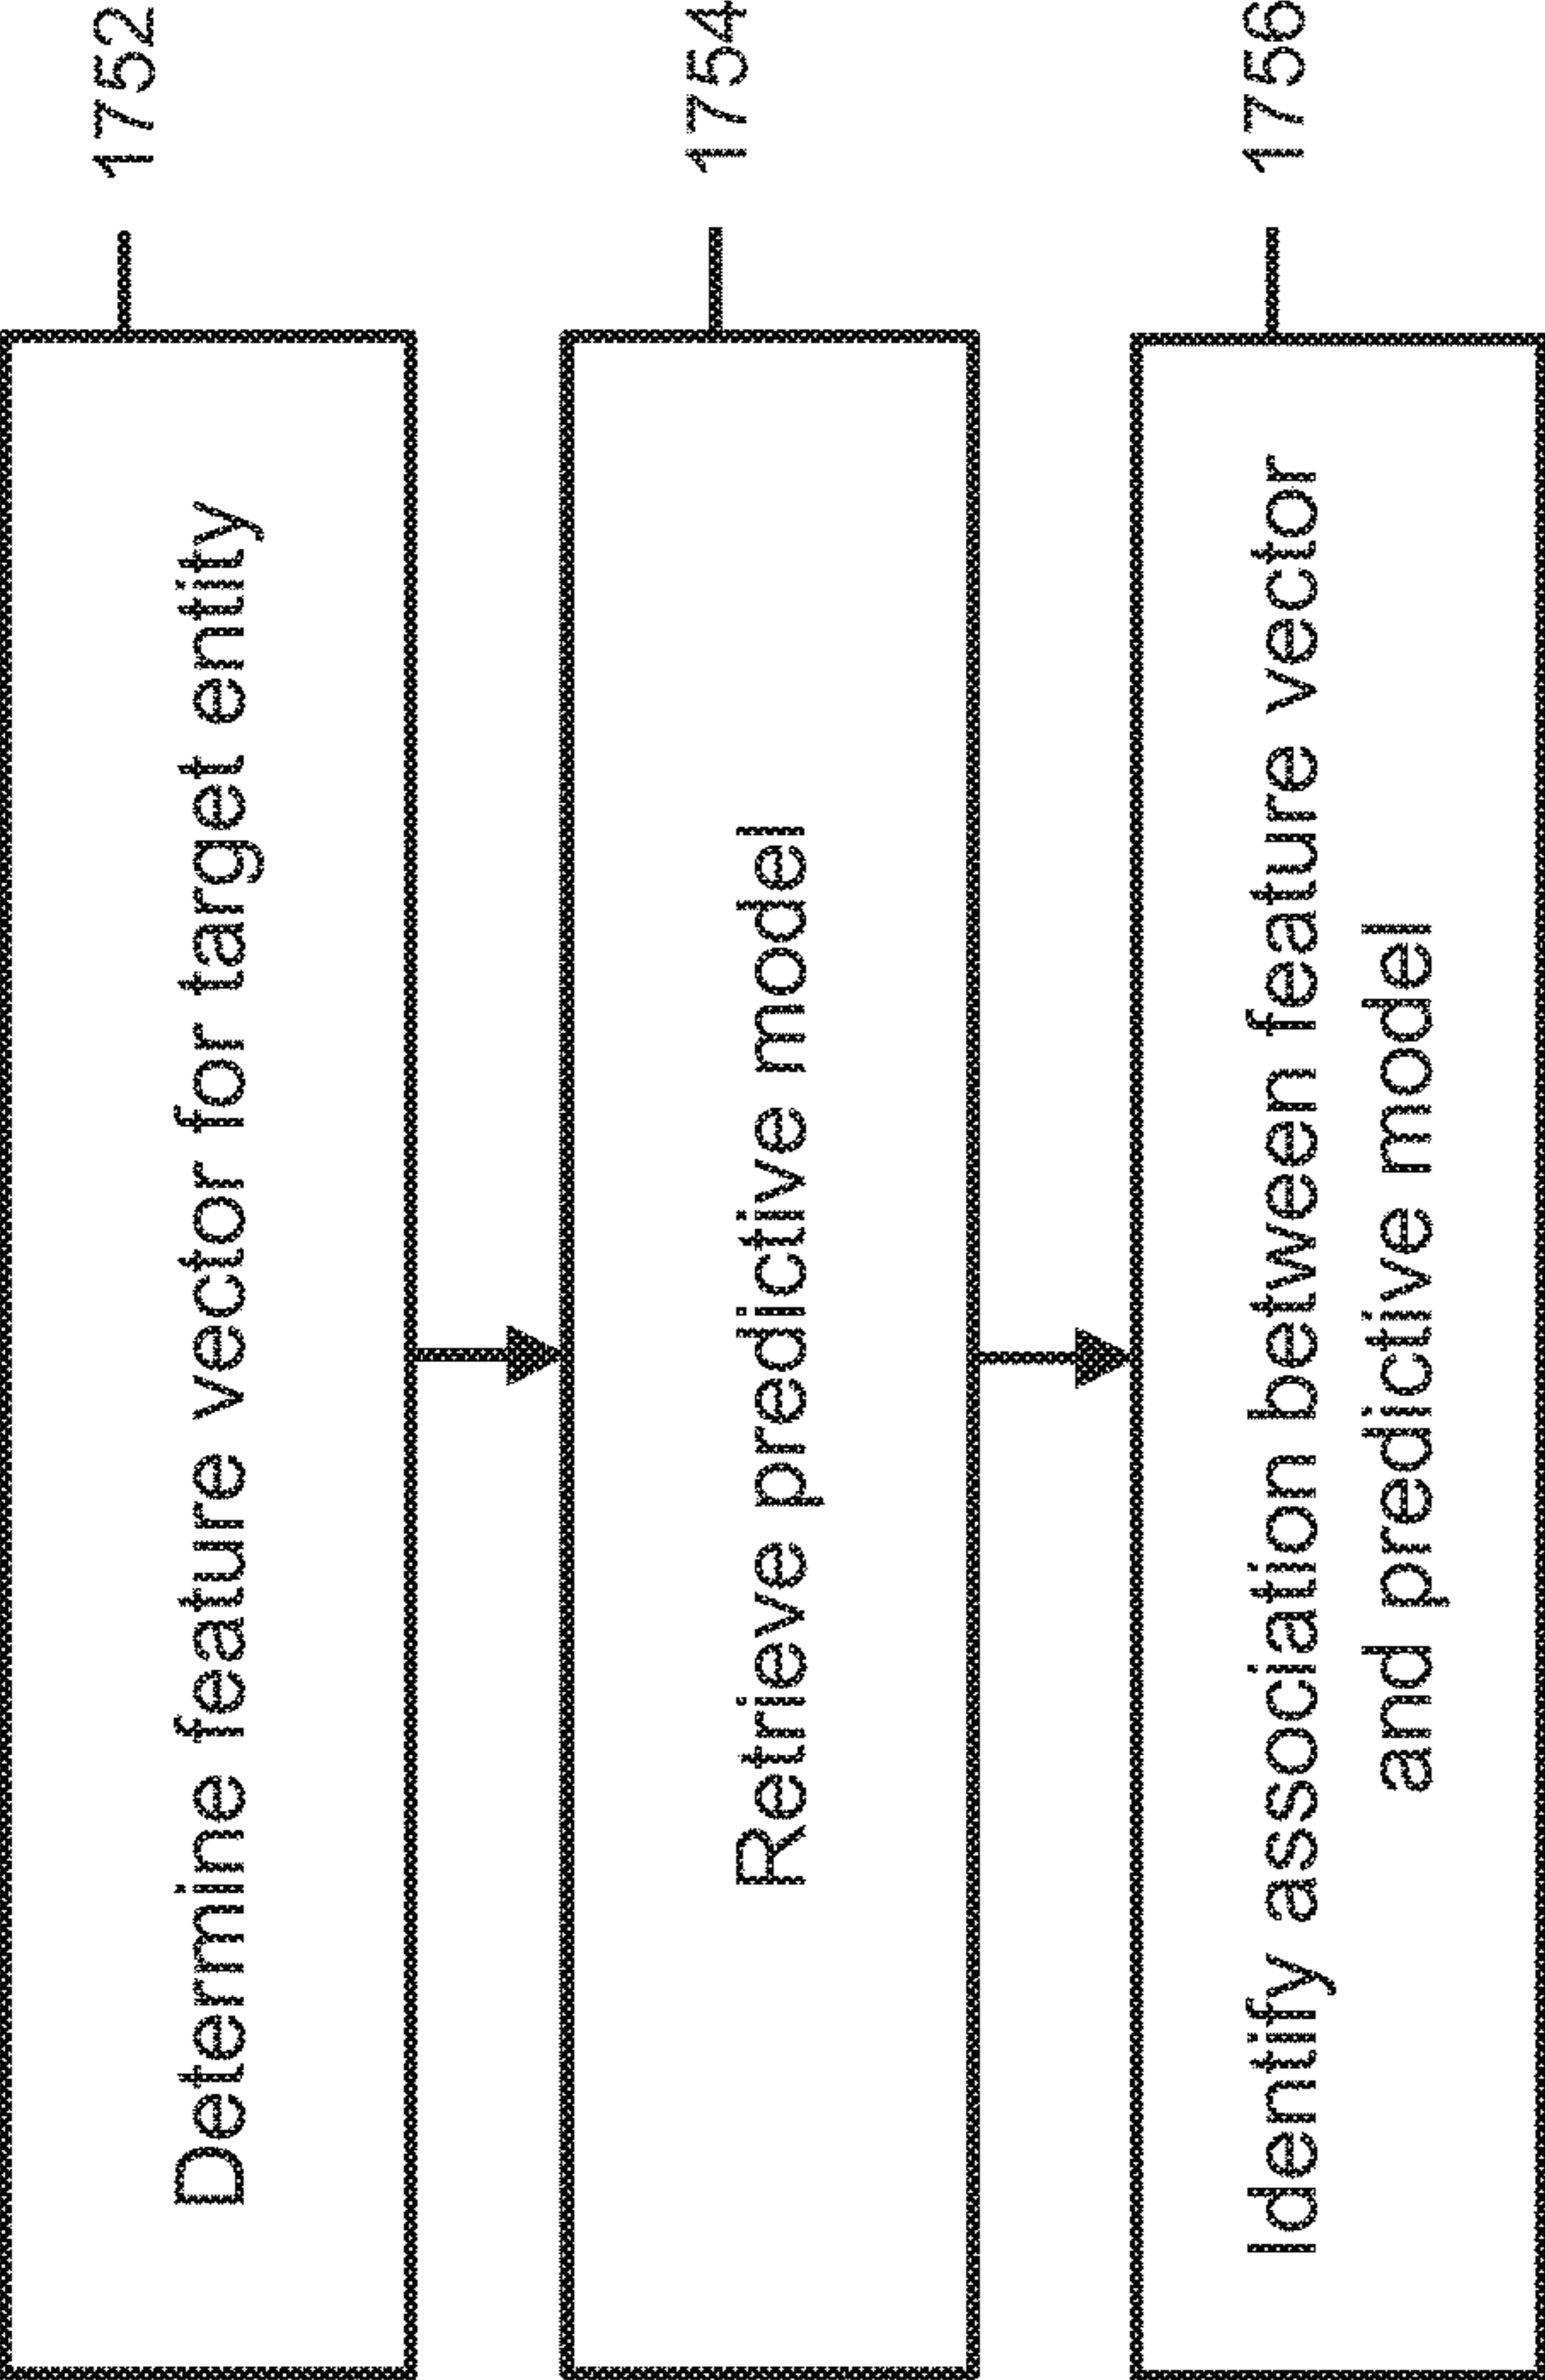 Determine feature vector for target entity
1752
Retrieve predictive model
1754
Identify association between feature vector
and predictive model
1756